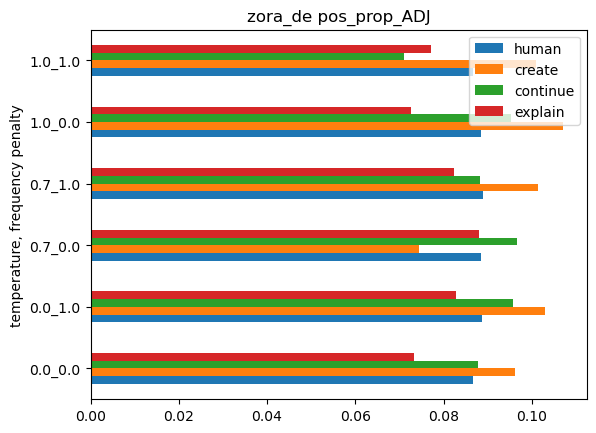 zora_de pos_prop_ADJ
human
create
continue
explain
temperature, frequency penalty
1.0_1.0
1.0_0.0
0.7_1.0
0.7_0.0
0.0_1.0
0.0_0.0
0.00 0.02 0.04 0.06 0.08 0.10